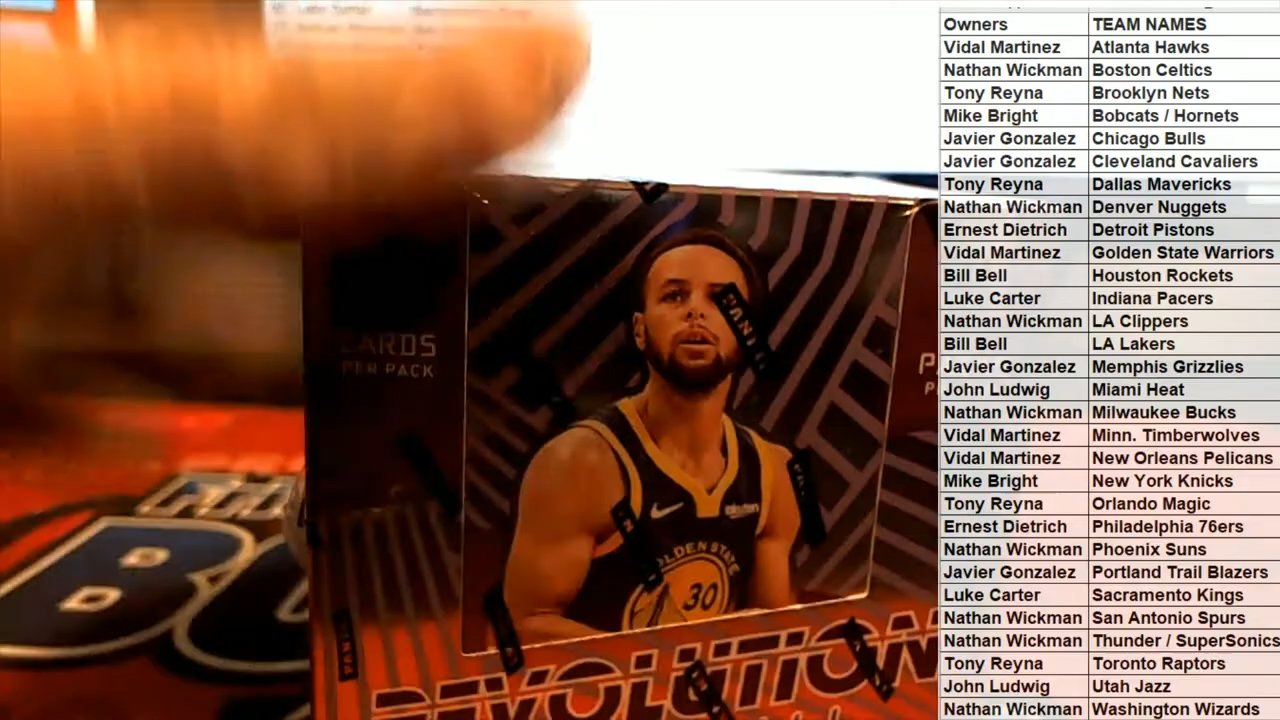 Owners TEAM NAMES
Vidal Martinez Atlanta Hawks
Nathan Wickman Boston Celtics
Tony Reyna Brooklyn Nets
Mike Bright Bobcats / Hornets
Javier Gonzalez Chicago Bulls
Javier Gonzalez Cleveland Cavaliers
Tony Reyna Dallas Mavericks
Nathan Wickman Denver Nuggets
Ernest Dietrich Detroit Pistons
Vidal Martinez Golden State Warriors
Bill Bell Houston Rockets
Luke Carter Indiana Pacers
Nathan Wickman LA Clippers
Bill Bell LA Lakers
Javier Gonzalez Memphis Grizzlies
John Ludwig Miami Heat
Nathan Wickman Milwaukee Bucks
Vidal Martinez Minn. Timberwolves
Vidal Martinez New Orleans Pelicans
Mike Bright New York Knicks
Tony Reyna Orlando Magic
Ernest Dietrich Philadelphia 76ers
Nathan Wickman Phoenix Suns
Javier Gonzalez Portland Trail Blazers
Luke Carter Sacramento Kings
Nathan Wickman San Antonio Spurs
Nathan Wickman Thunder / SuperSonics
Tony Reyna Toronto Raptors
John Ludwig Utah Jazz
Nathan Wickman Washington Wizards
CARDS
PER PACK
PANINI
Rakuten
GOLDEN STATE
30
PANINI
REVOLUTION